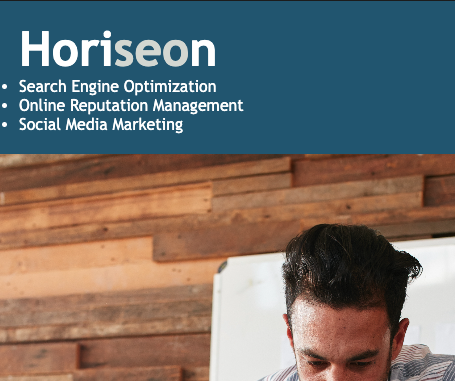 Horiseon
Search Engine Optimization
Online Reputation Management
Social Media Marketing